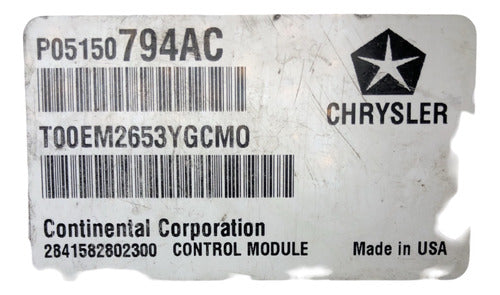 P05150794AC
CHRYSLER
T00EM2653YGCM0
Continental Corporation
2841582802300 CONTROL MODULE Made in USA